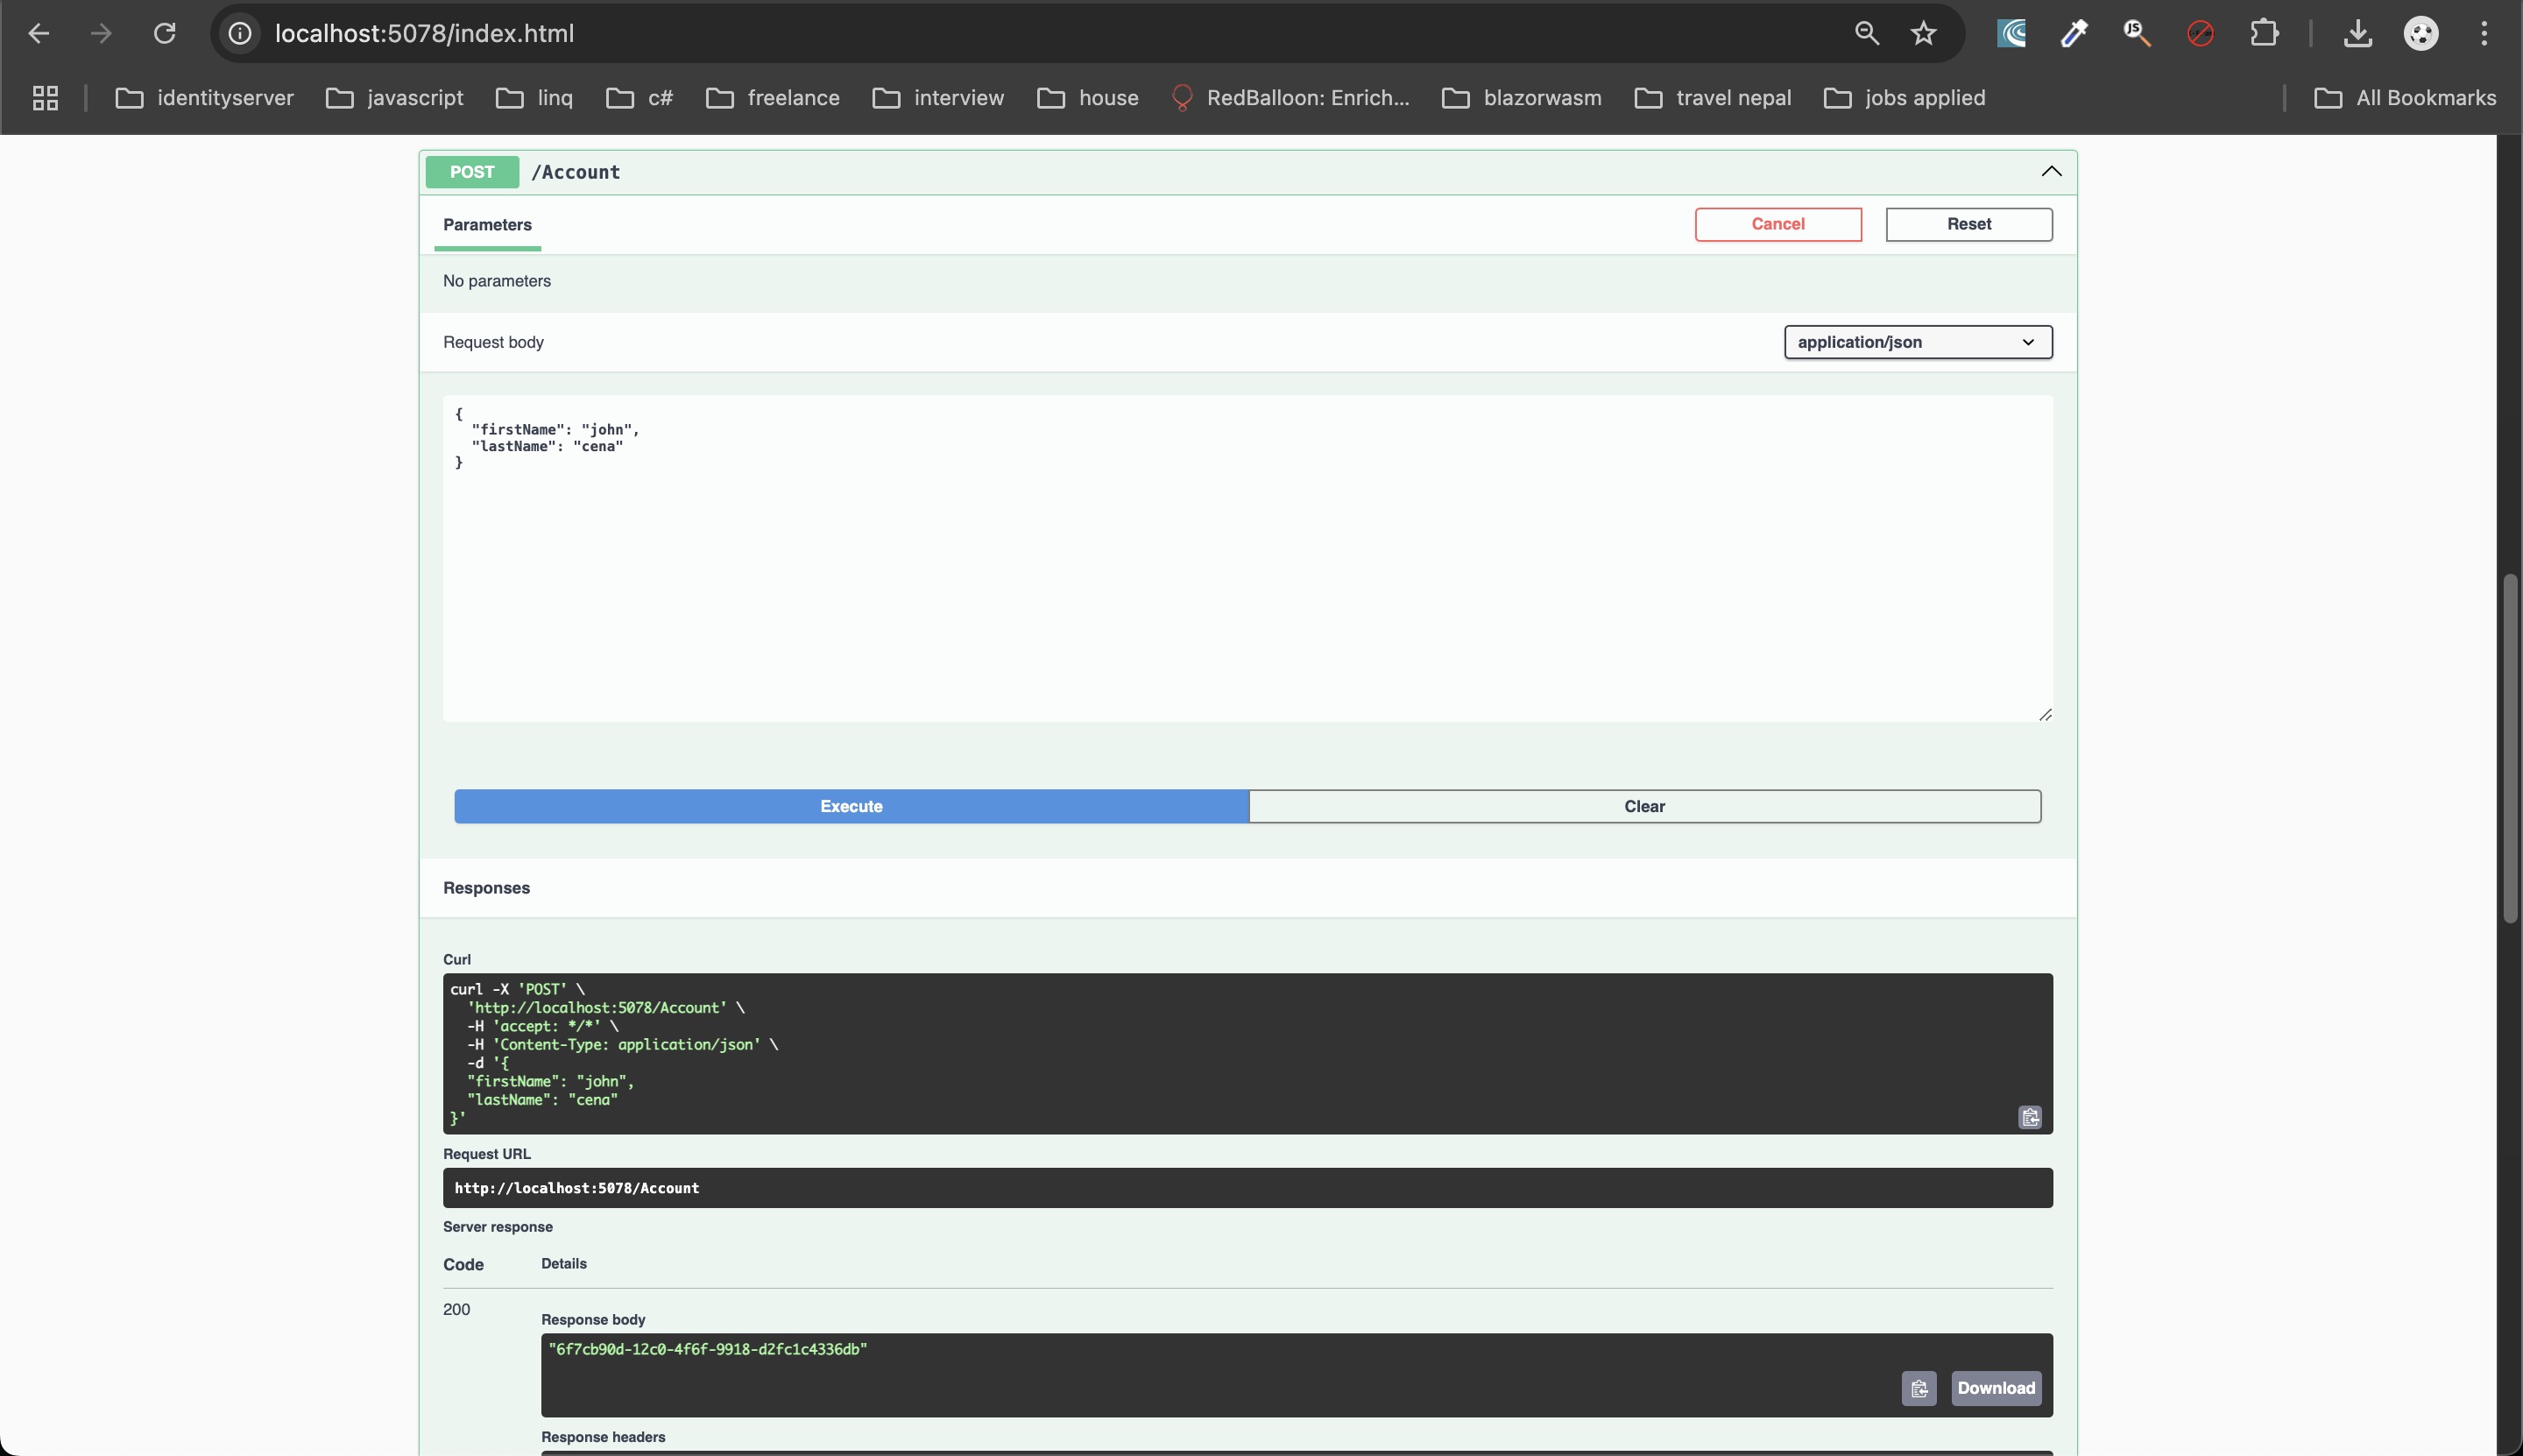 localhost:5078/index.html
identityserver javascript linq c# freelance interview house RedBalloon: Enrich... blazorwasm travel nepal jobs applied All Bookmarks
POST /Account
Parameters Cancel Reset
No parameters
Request body application/json
{
"firstName": "john",
"lastName": "cena"
}
Execute Clear
Responses
Curl
curl -X 'POST' \
'http://localhost:5078/Account' \
-H 'accept: */*' \
-H 'Content-Type: application/json' \
-d '{
"firstName": "john",
"lastName": "cena"
}'
Request URL
http://localhost:5078/Account
Server response
Code Details
200
Response body
"6f7cb90d-12c0-4f6f-9918-d2fc1c4336db"
Download
Response headers